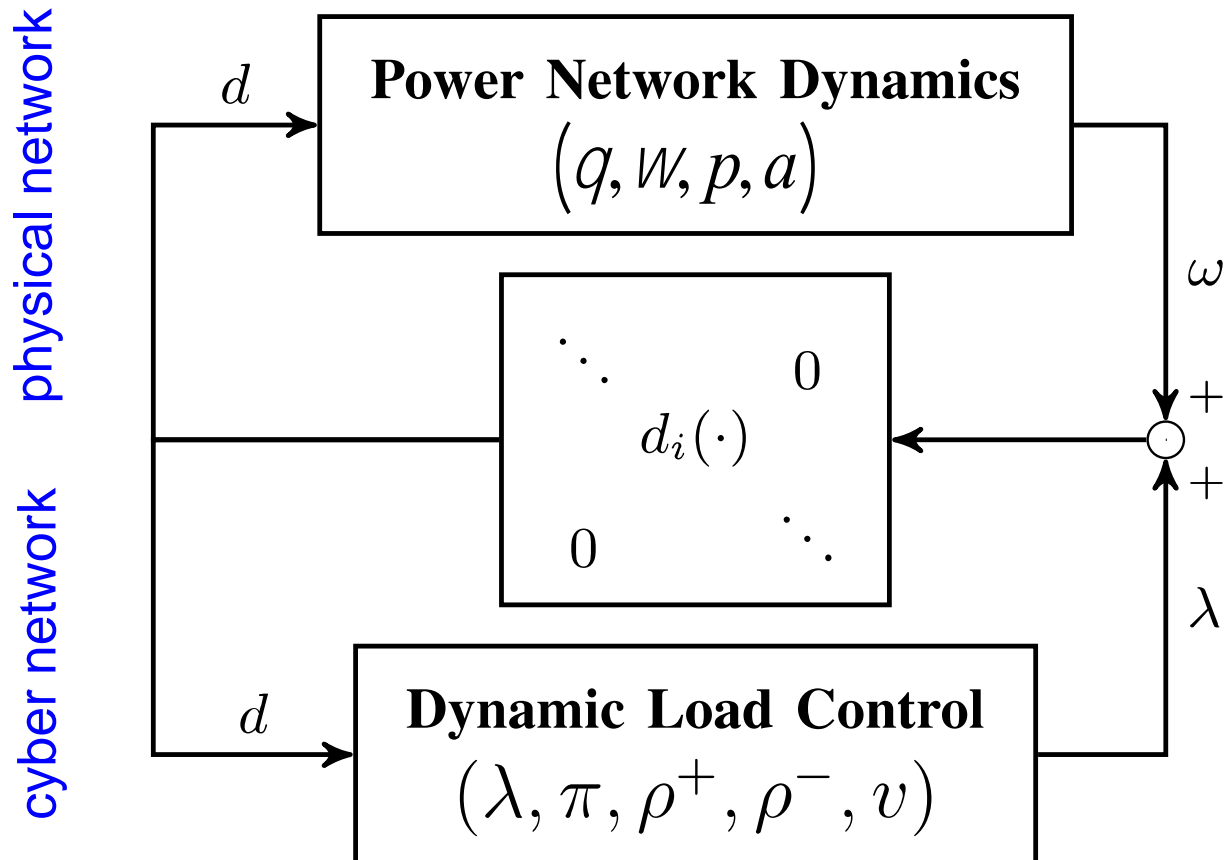 physical network
d
Power Network Dynamics
(q, w, p, a)
ω
⋱ 0
+
d_i(·)
+
0 ⋱
λ
cyber network
d
Dynamic Load Control
(λ, π, ρ⁺, ρ⁻, v)